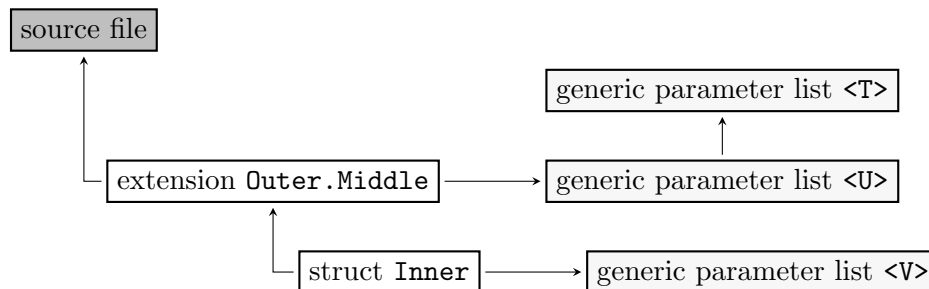 source file
generic parameter list <T>
extension Outer.Middle
generic parameter list <U>
struct Inner
generic parameter list <V>